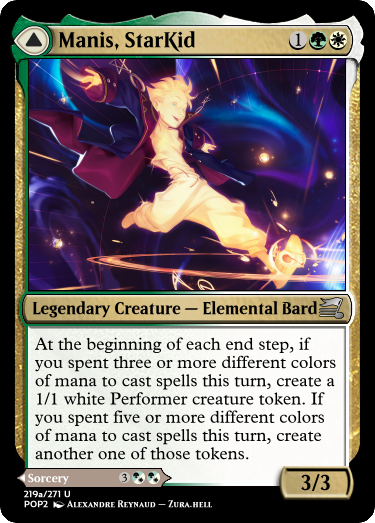 Manis, StarKid 1
Legendary Creature — Elemental Bard
At the beginning of each end step, if
you spent three or more different colors
of mana to cast spells this turn, create a
1/1 white Performer creature token. If
you spent five or more different colors
of mana to cast spells this turn, create
another one of those tokens.
Sorcery 3
3/3
219a/271 U
POP2 Alexandre Reynaud – Zura.hell